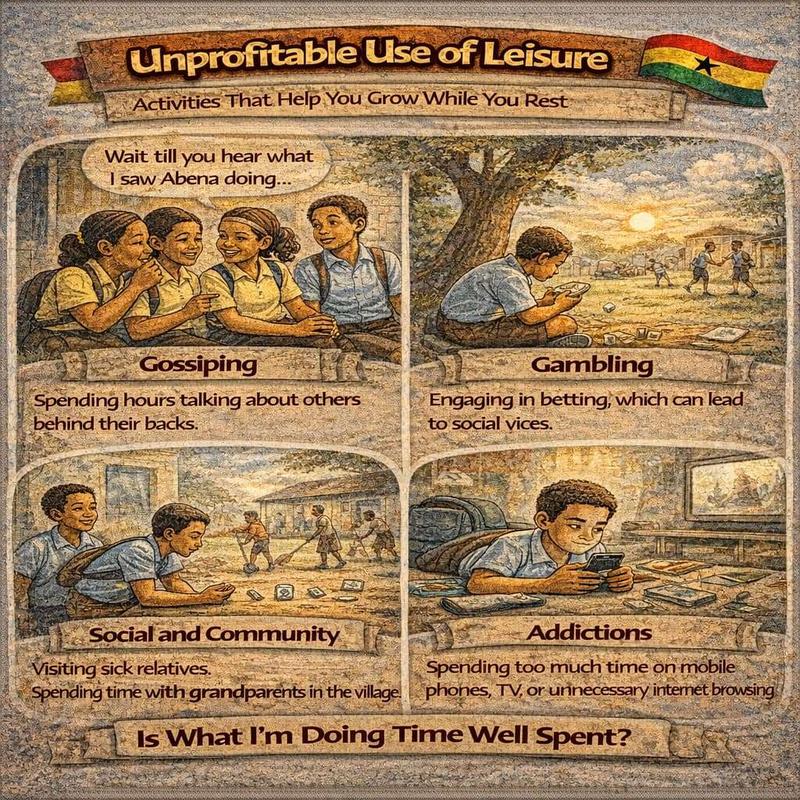 Unprofitable Use of Leisure
Activities That Help You Grow While You Rest
Wait till you hear what
I saw Abena doing...
Gossiping
Spending hours talking about others
behind their backs.
Gambling
Engaging in betting, which can lead
to social vices.
Social and Community
Visiting sick relatives.
Spending time with grandparents in the village.
Addictions
Spending too much time on mobile
phones, TV, or unnecessary internet browsing
Is What I'm Doing Time Well Spent?